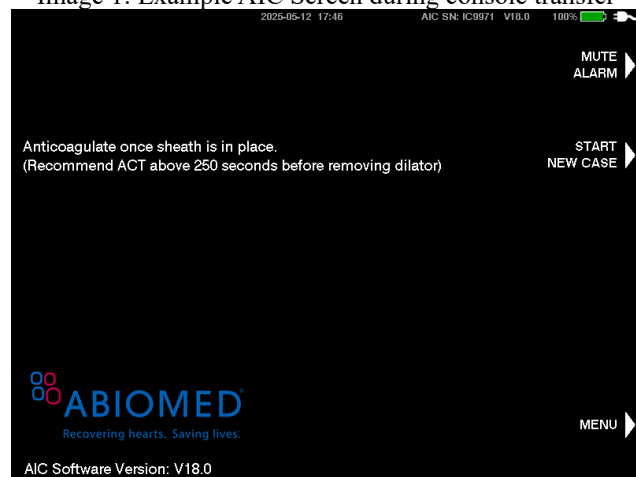 Image 1: Example AIC Screen during console transfer
2025-05-12 17:46 AIC SN: IC9971 V18.0 100%
MUTE
ALARM
Anticoagulate once sheath is in place.
(Recommend ACT above 250 seconds before removing dilator)
START
NEW CASE
ABIOMED
Recovering hearts. Saving lives.
MENU
AIC Software Version: V18.0